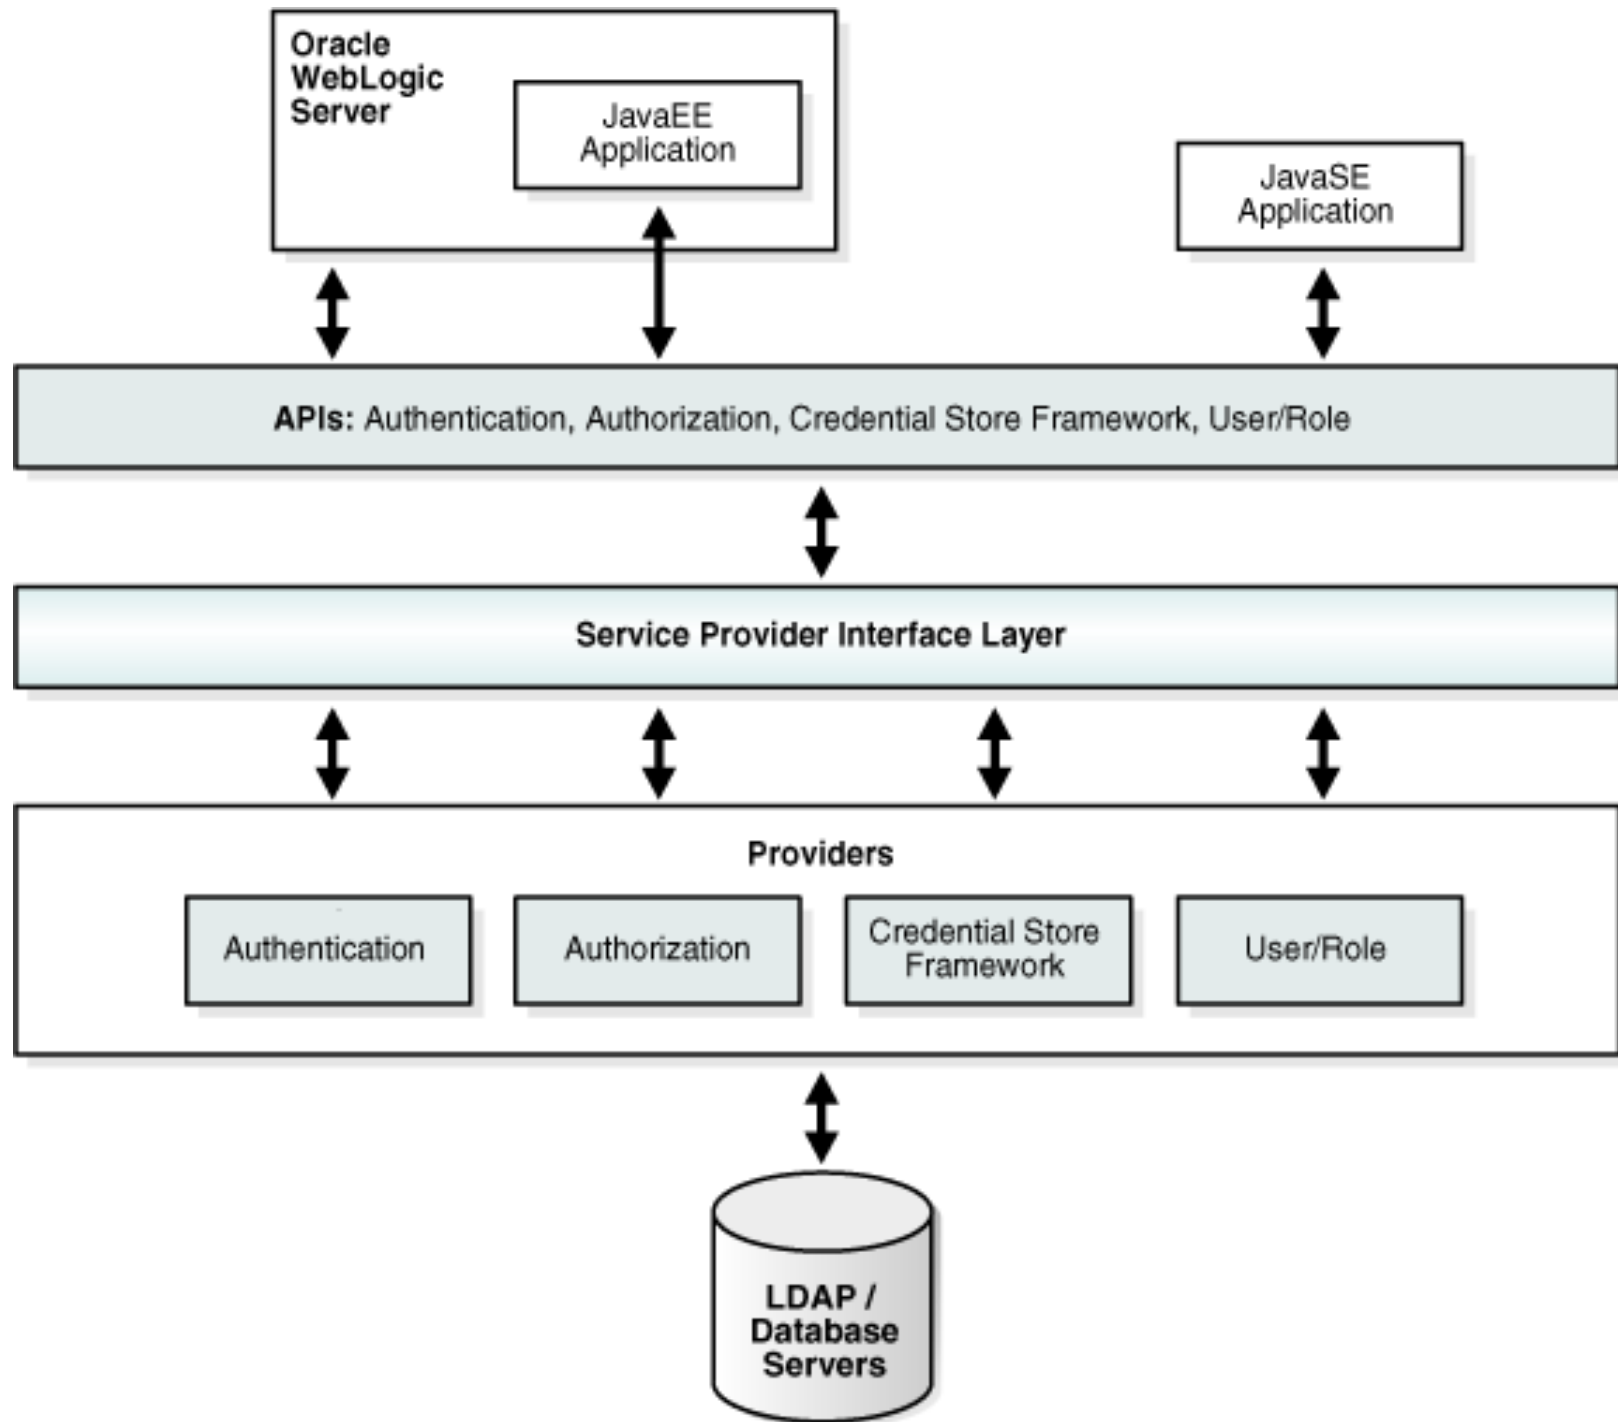 Oracle
WebLogic
Server
JavaEE
Application
JavaSE
Application
APIs: Authentication, Authorization, Credential Store Framework, User/Role
Service Provider Interface Layer
Providers
Authentication
Authorization
Credential Store
Framework
User/Role
LDAP /
Database
Servers